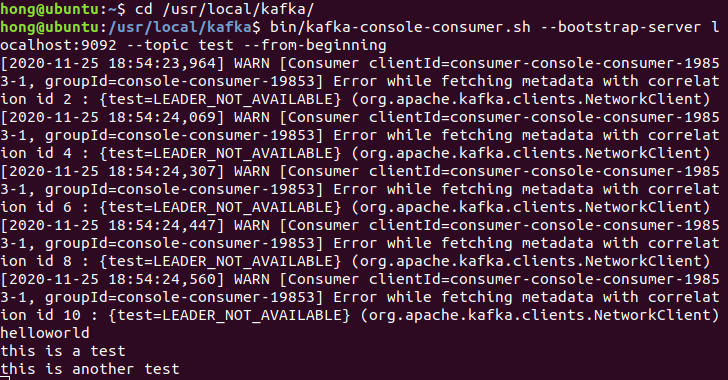 hong@ubuntu:~$ cd /usr/local/kafka/
hong@ubuntu:/usr/local/kafka$ bin/kafka-console-consumer.sh --bootstrap-server l
ocalhost:9092 --topic test --from-beginning
[2020-11-25 18:54:23,964] WARN [Consumer clientId=consumer-console-consumer-1985
3-1, groupId=console-consumer-19853] Error while fetching metadata with correlat
ion id 2 : {test=LEADER_NOT_AVAILABLE} (org.apache.kafka.clients.NetworkClient)
[2020-11-25 18:54:24,069] WARN [Consumer clientId=consumer-console-consumer-1985
3-1, groupId=console-consumer-19853] Error while fetching metadata with correlat
ion id 4 : {test=LEADER_NOT_AVAILABLE} (org.apache.kafka.clients.NetworkClient)
[2020-11-25 18:54:24,307] WARN [Consumer clientId=consumer-console-consumer-1985
3-1, groupId=console-consumer-19853] Error while fetching metadata with correlat
ion id 6 : {test=LEADER_NOT_AVAILABLE} (org.apache.kafka.clients.NetworkClient)
[2020-11-25 18:54:24,447] WARN [Consumer clientId=consumer-console-consumer-1985
3-1, groupId=console-consumer-19853] Error while fetching metadata with correlat
ion id 8 : {test=LEADER_NOT_AVAILABLE} (org.apache.kafka.clients.NetworkClient)
[2020-11-25 18:54:24,560] WARN [Consumer clientId=consumer-console-consumer-1985
3-1, groupId=console-consumer-19853] Error while fetching metadata with correlat
ion id 10 : {test=LEADER_NOT_AVAILABLE} (org.apache.kafka.clients.NetworkClient)
helloworld
this is a test
this is another test